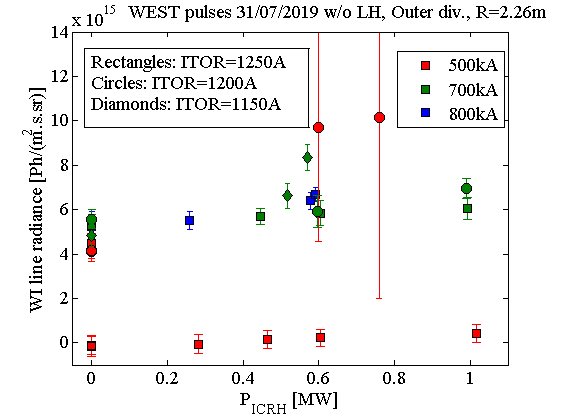 x 10^15 WEST pulses 31/07/2019 w/o LH, Outer div., R=2.26m
14
12
10
8
6
4
2
0
WI line radiance [Ph/(m².s.sr)]
Rectangles: ITOR=1250A
Circles: ITOR=1200A
Diamonds: ITOR=1150A
500kA
700kA
800kA
0 0.2 0.4 0.6 0.8 1
P_ICRH [MW]